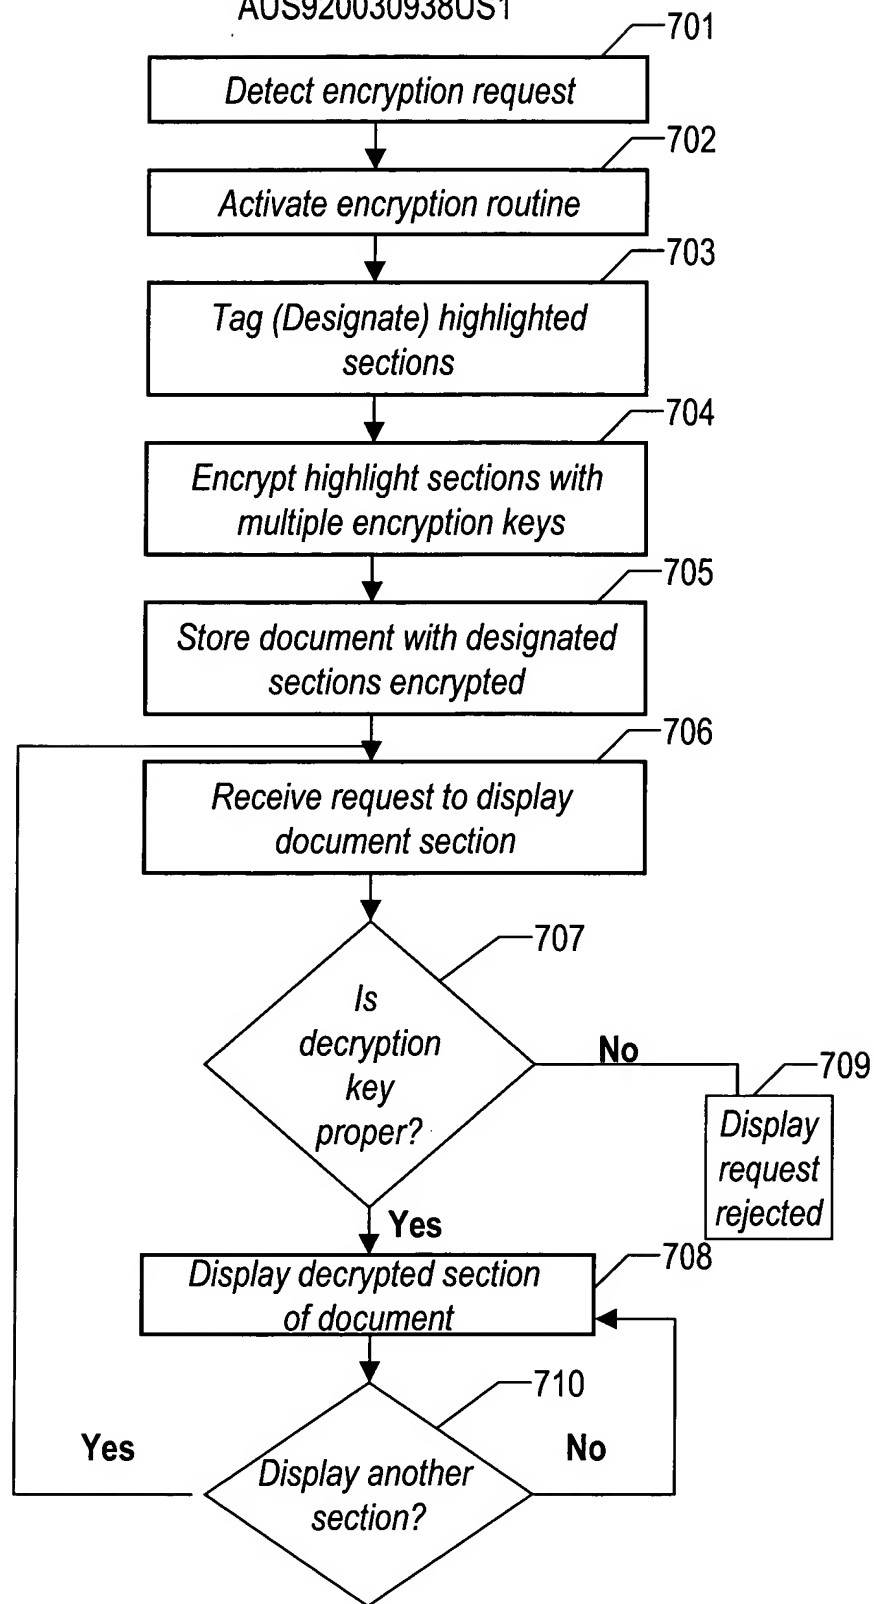 AUS920030938US1
701
Detect encryption request
702
Activate encryption routine
703
Tag (Designate) highlighted
sections
704
Encrypt highlight sections with
multiple encryption keys
705
Store document with designated
sections encrypted
706
Receive request to display
document section
707
Is
decryption
key
proper?
No
709
Display
request
rejected
Yes
708
Display decrypted section
of document
710
Yes
No
Display another
section?